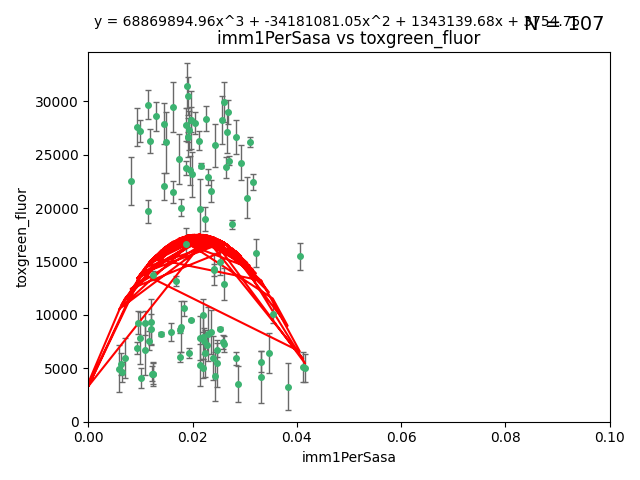 y = 68869894.96x^3 + -34181081.05x^2 + 1343139.68x +
N = 107
imm1PerSasa vs toxgreen_fluor
30000
25000
20000
15000
10000
5000
0
toxgreen_fluor
0.00 0.02 0.04 0.06 0.08 0.10
imm1PerSasa